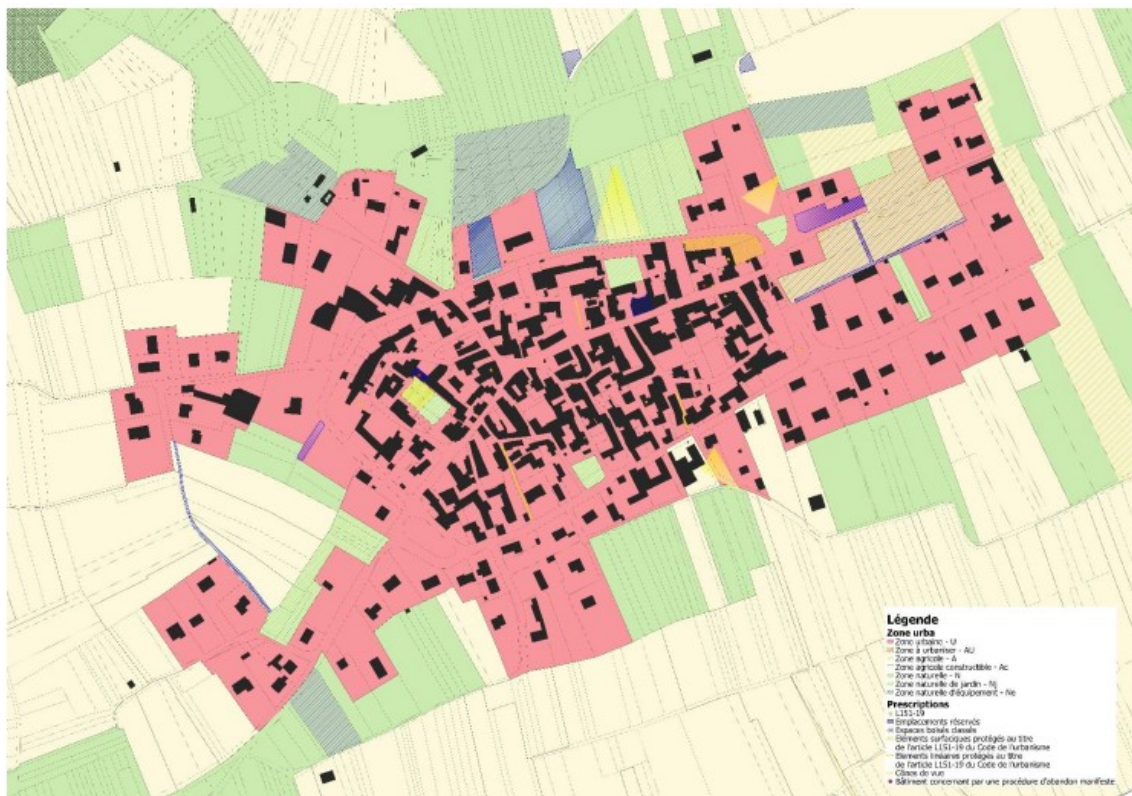 Légende
Zone urba
Zone urbaine - U
Zone à urbaniser - AU
Zone agricole - A
Zone agricole constructible - Ac
Zone naturelle - N
Zone naturelle de jardin - Nj
Zone naturelle d'équipement - Ne
Prescriptions
L151-19
Emplacements réservés
Espaces boisés classés
Eléments surfaciques protégés au titre
de l'article L151-19 du Code de l'urbanisme
Elements linéaires protégés au titre
de l'article L151-19 du Code de l'urbanisme
Cônes de vue
Bâtiment concernant par une procédure d'abandon manifeste